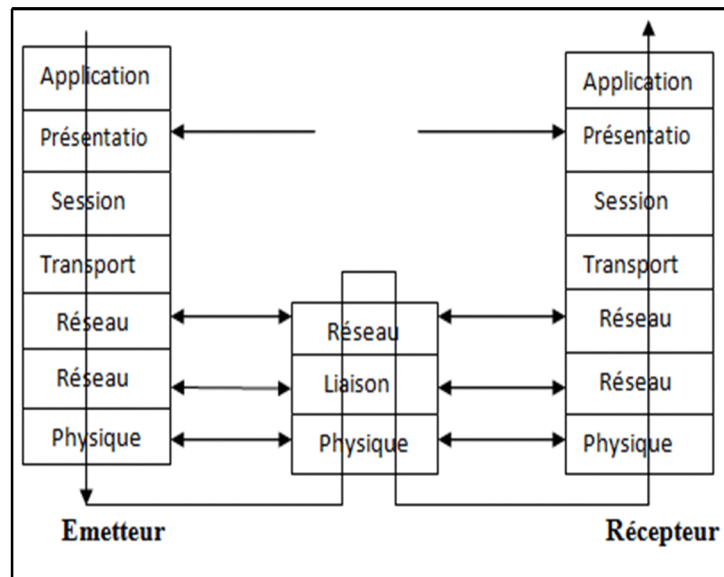 Application
Présentatio
Session
Transport
Réseau
Réseau
Physique
Emetteur
Réseau
Liaison
Physique
Application
Présentatio
Session
Transport
Réseau
Réseau
Physique
Récepteur